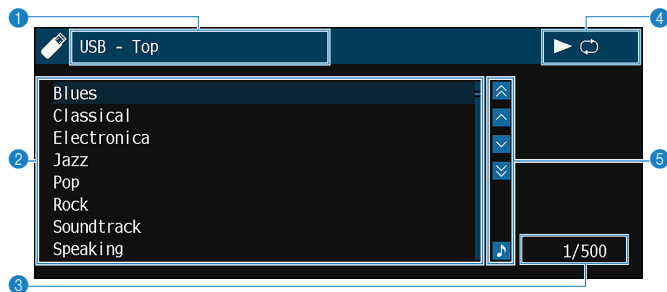 1
4
USB - Top
Blues
Classical
Electronica
2
Jazz
5
Pop
Rock
Soundtrack
Speaking
1/500
3